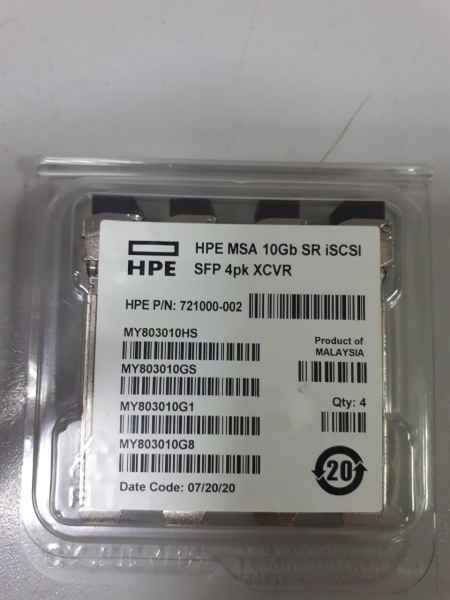 HPE
HPE MSA 10Gb SR iSCSI
SFP 4pk XCVR
HPE P/N: 721000-002
MY803010HS
MY803010GS
MY803010G1
MY803010G8
Date Code: 07/20/20
Product of
MALAYSIA
Qty: 4
20